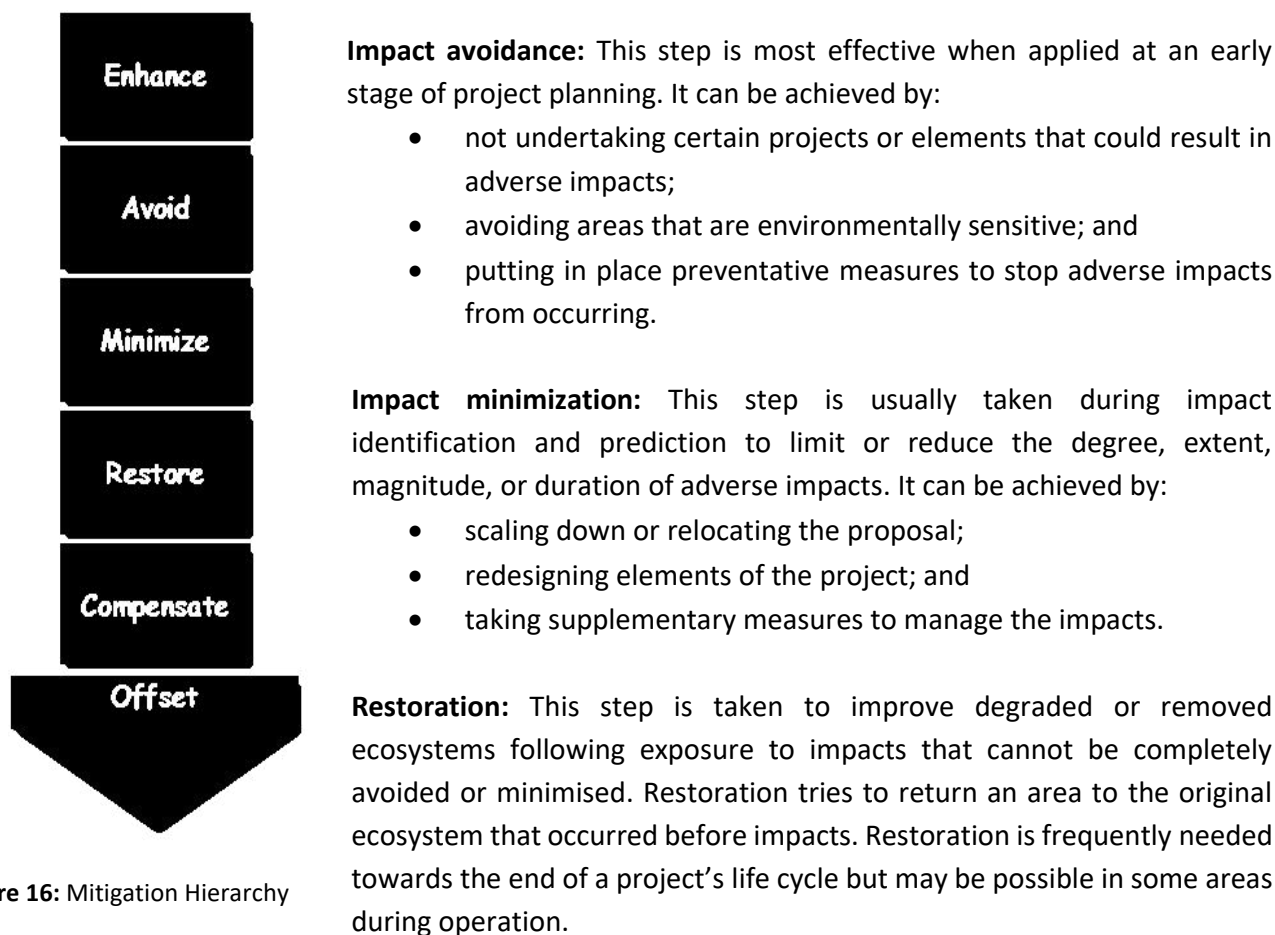 Enhance
Avoid
Minimize
Restore
Compensate
Offset
re 16: Mitigation Hierarchy
Impact avoidance: This step is most effective when applied at an early
stage of project planning. It can be achieved by:
• not undertaking certain projects or elements that could result in
adverse impacts;
• avoiding areas that are environmentally sensitive; and
• putting in place preventative measures to stop adverse impacts
from occurring.
Impact minimization: This step is usually taken during impact
identification and prediction to limit or reduce the degree, extent,
magnitude, or duration of adverse impacts. It can be achieved by:
• scaling down or relocating the proposal;
• redesigning elements of the project; and
• taking supplementary measures to manage the impacts.
Restoration: This step is taken to improve degraded or removed
ecosystems following exposure to impacts that cannot be completely
avoided or minimised. Restoration tries to return an area to the original
ecosystem that occurred before impacts. Restoration is frequently needed
towards the end of a project’s life cycle but may be possible in some areas
during operation.